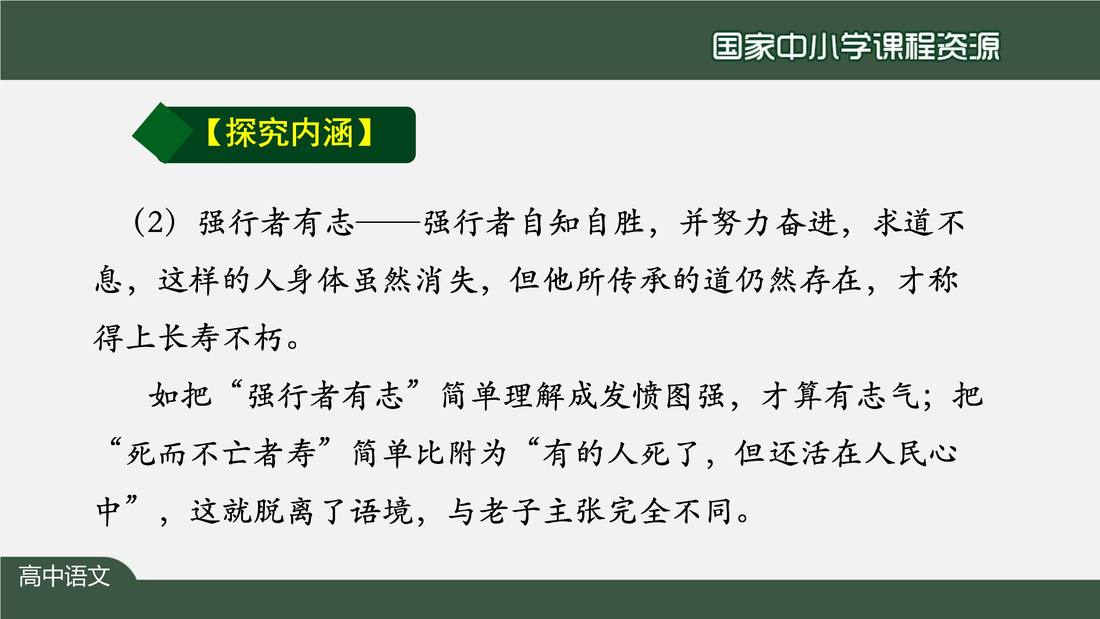 国家中小学课程资源
【探究内涵】
（2）强行者有志——强行者自知自胜，并努力奋进，求道不
息，这样的人身体虽然消失，但他所传承的道仍然存在，才称
得上长寿不朽。
如把“强行者有志”简单理解成发愤图强，才算有志气；把
“死而不亡者寿”简单比附为“有的人死了，但还活在人民心
中”，这就脱离了语境，与老子主张完全不同。
高中语文